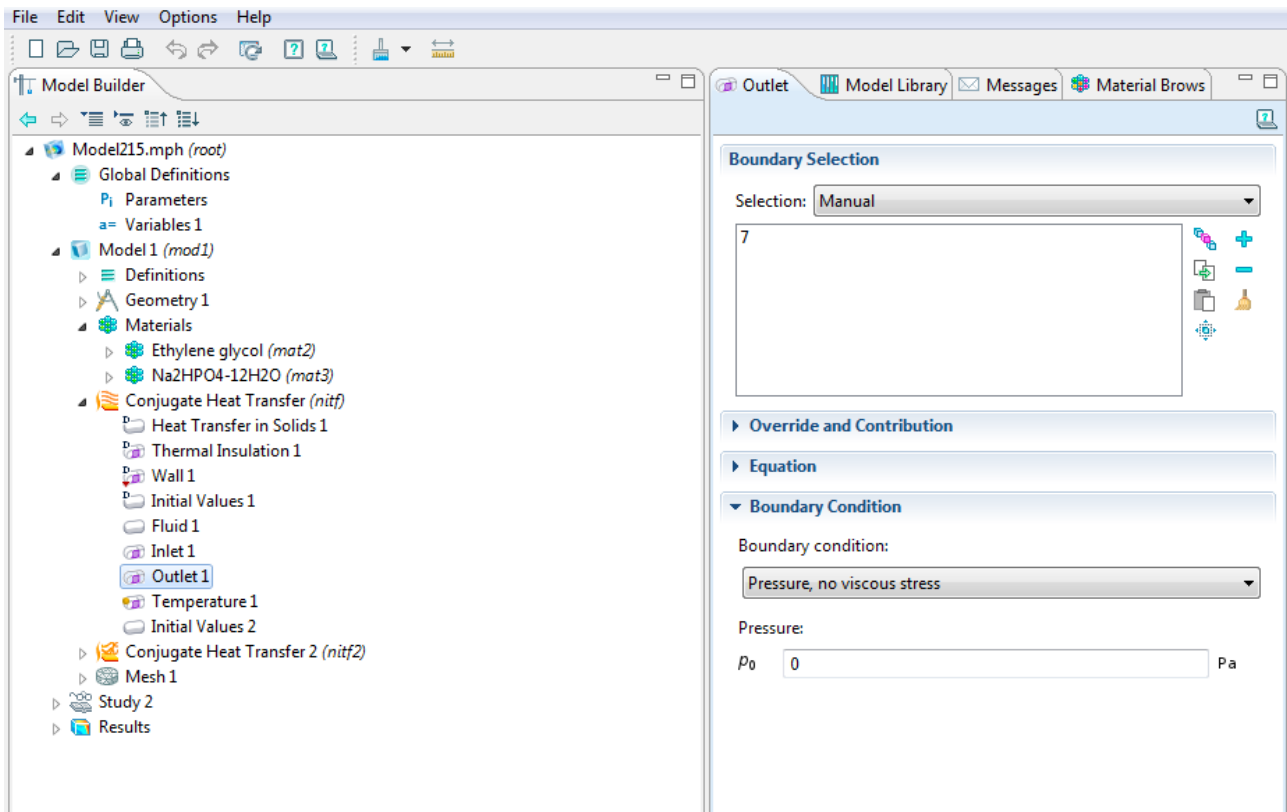 File Edit View Options Help
Model Builder
Model215.mph (root)
Global Definitions
Pi Parameters
a= Variables 1
Model 1 (mod1)
Definitions
Geometry 1
Materials
Ethylene glycol (mat2)
Na2HPO4-12H2O (mat3)
Conjugate Heat Transfer (nitf)
D Heat Transfer in Solids 1
D Thermal Insulation 1
D Wall 1
D Initial Values 1
Fluid 1
Inlet 1
Outlet 1
Temperature 1
Initial Values 2
Conjugate Heat Transfer 2 (nitf2)
Mesh 1
Study 2
Results
Outlet Model Library Messages Material Brows
Boundary Selection
Selection: Manual
7
Override and Contribution
Equation
Boundary Condition
Boundary condition:
Pressure, no viscous stress
Pressure:
p0 0 Pa